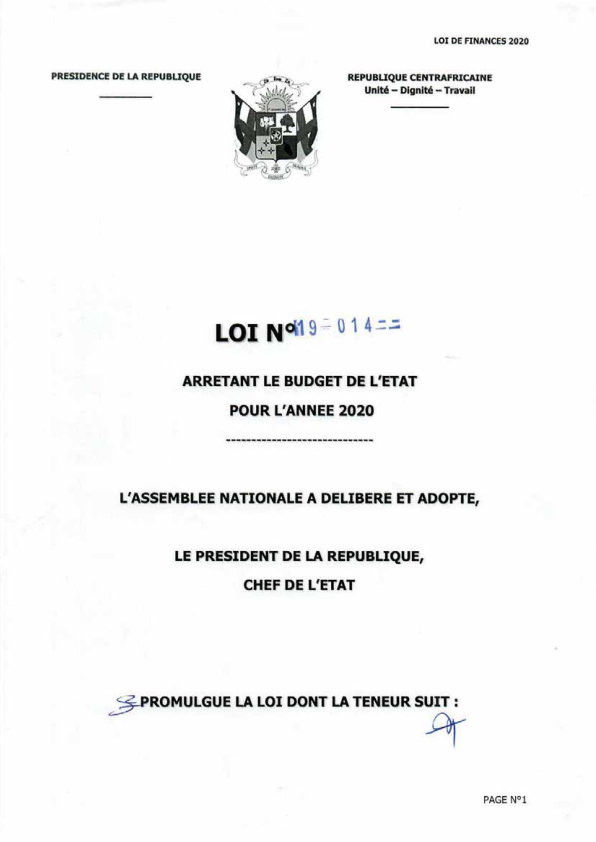 LOI DE FINANCES 2020
PRESIDENCE DE LA REPUBLIQUE
REPUBLIQUE CENTRAFRICAINE
Unité – Dignité – Travail
LOI N° 19-014==
ARRETANT LE BUDGET DE L'ETAT
POUR L'ANNEE 2020
-----------------------------
L'ASSEMBLEE NATIONALE A DELIBERE ET ADOPTE,
LE PRESIDENT DE LA REPUBLIQUE,
CHEF DE L'ETAT
PROMULGUE LA LOI DONT LA TENEUR SUIT :
PAGE N°1